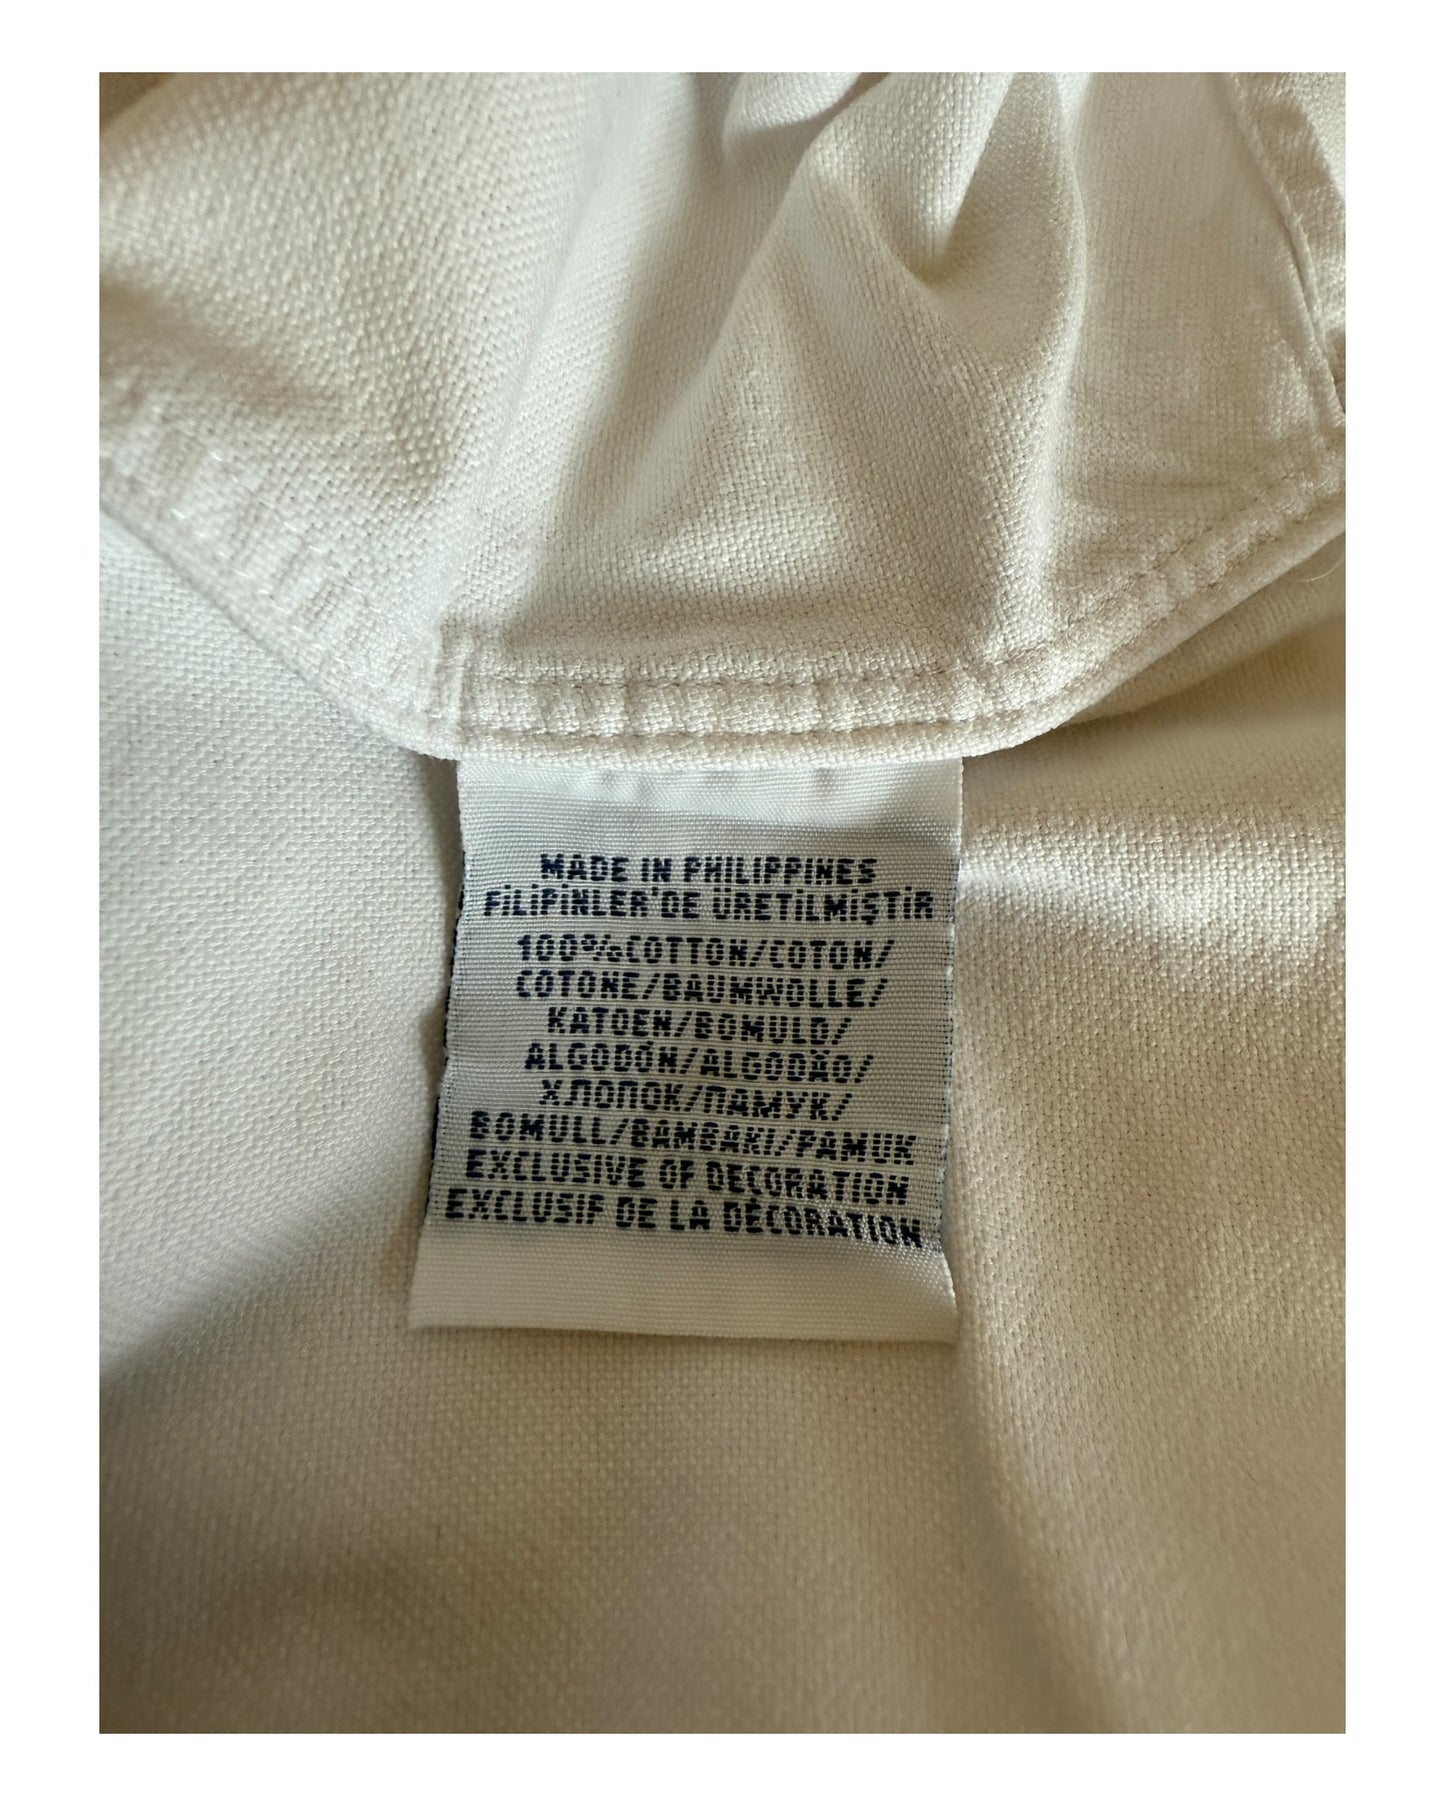 MADE IN PHILIPPINES
FİLİPİNLER'DE ÜRETİLMİŞTİR
100%COTTON/COTON/
COTONE/BAUMWOLLE/
KATOEN/BOMULD/
ALGODÓN/ALGODÃO/
ХЛОПОК/ПАМУК/
BOMULL/BAMBAKI/PAMUK
EXCLUSIVE OF DECORATION
EXCLUSIF DE LA DÉCORATION